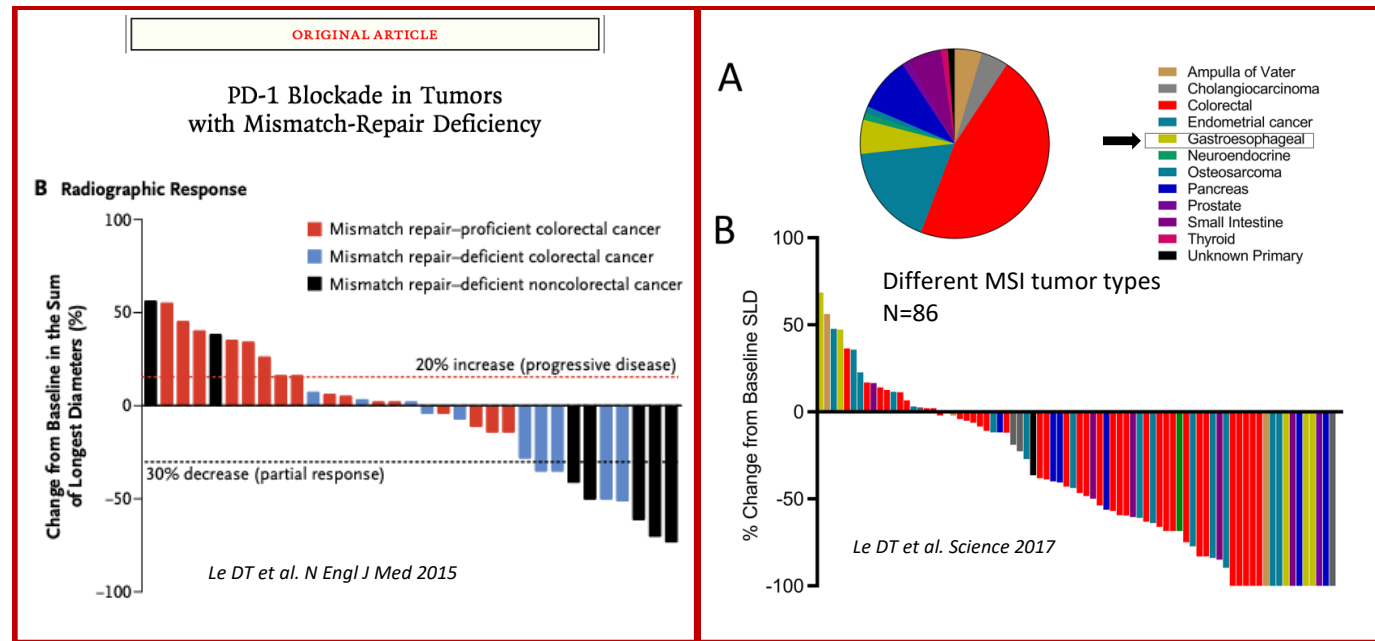 ORIGINAL ARTICLE
PD-1 Blockade in Tumors
with Mismatch-Repair Deficiency
B Radiographic Response
Change from Baseline in the Sum
of Longest Diameters (%)
100
50
0
−50
−100
Mismatch repair–proficient colorectal cancer
Mismatch repair–deficient colorectal cancer
Mismatch repair–deficient noncolorectal cancer
20% increase (progressive disease)
30% decrease (partial response)
Le DT et al. N Engl J Med 2015
A
Ampulla of Vater
Cholangiocarcinoma
Colorectal
Endometrial cancer
Gastroesophageal
Neuroendocrine
Osteosarcoma
Pancreas
Prostate
Small Intestine
Thyroid
Unknown Primary
B
Different MSI tumor types
N=86
% Change from Baseline SLD
100
50
0
-50
-100
Le DT et al. Science 2017